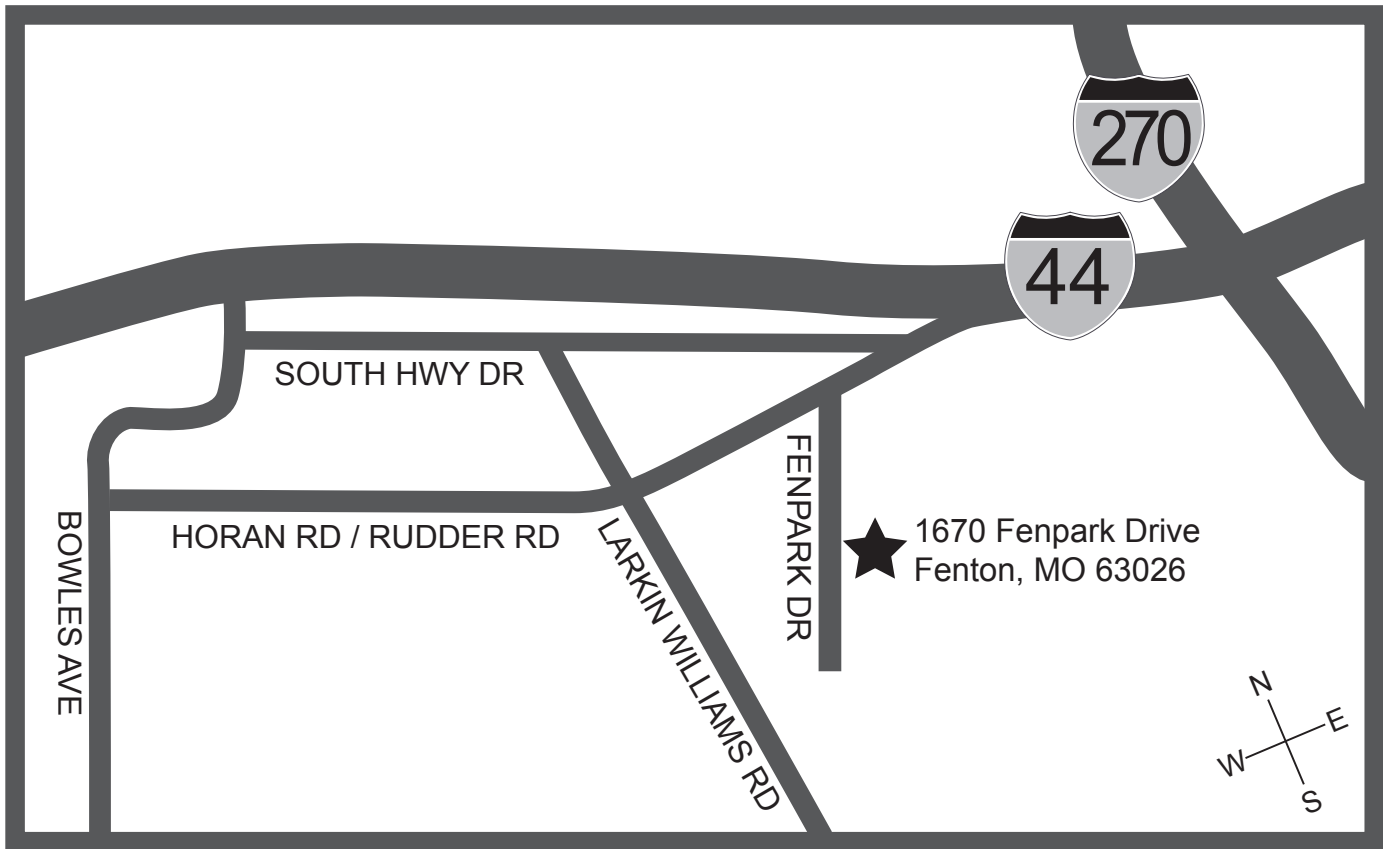 270
44
SOUTH HWY DR
FENPARK DR
HORAN RD / RUDDER RD
1670 Fenpark Drive
Fenton, MO 63026
BOWLES AVE
LARKIN WILLIAMS RD
N
E
W
S